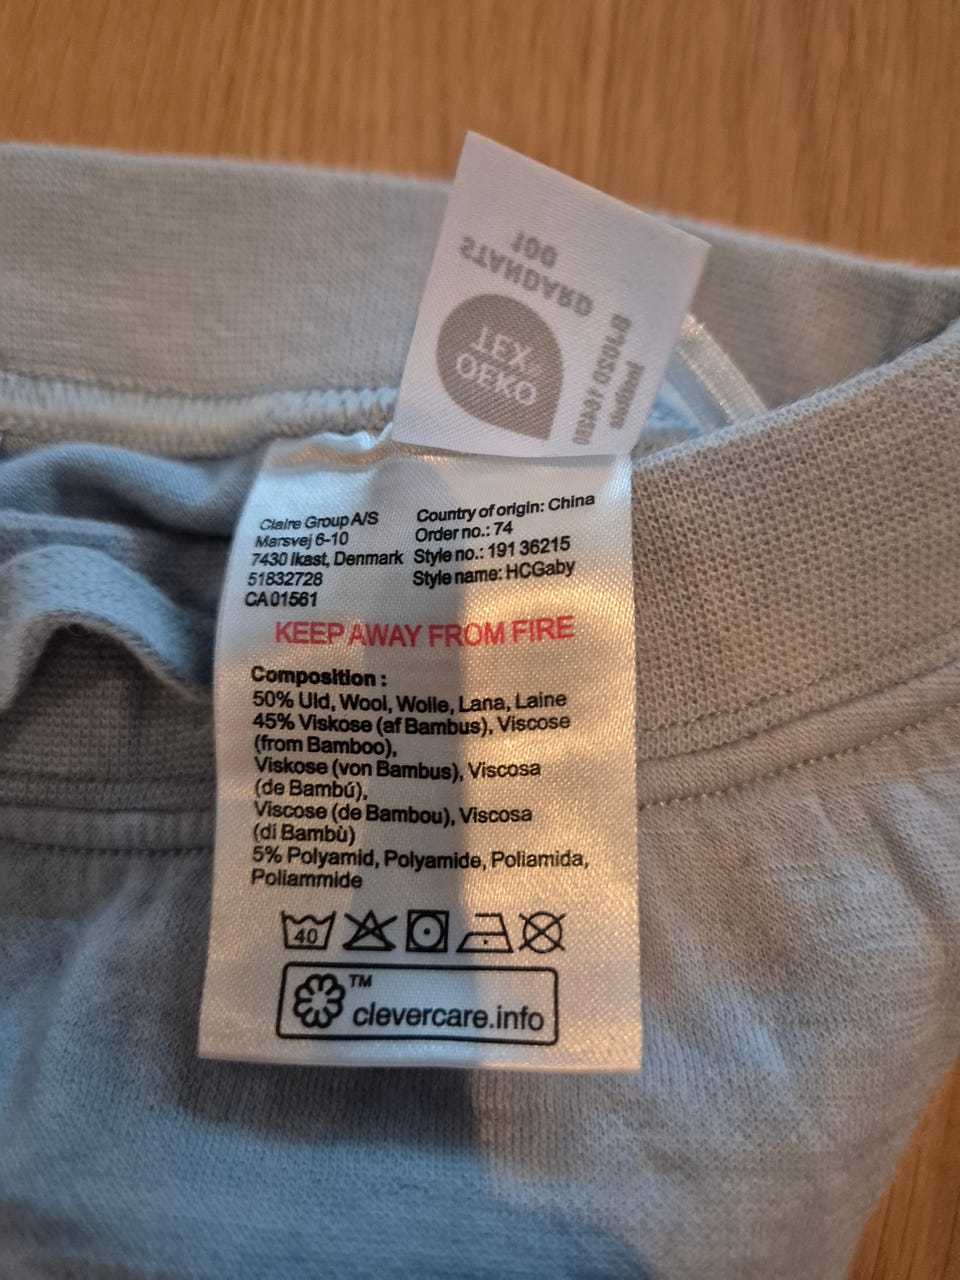 STANDARD
100
OEKO
TEX
Claire Group A/S
Marsvej 6-10
7430 Ikast, Denmark
51832728
CA01561
Country of origin: China
Order no.: 74
Style no.: 191 36215
Style name: HCGaby
KEEP AWAY FROM FIRE
Composition :
50% Uld, Wool, Wolle, Lana, Laine
45% Viskose (af Bambus), Viscose
(from Bamboo),
Viskose (von Bambus), Viscosa
(de Bambú),
Viscose (de Bambou), Viscosa
(di Bambù)
5% Polyamid, Polyamide, Poliamida,
Poliammide
40
TM
clevercare.info